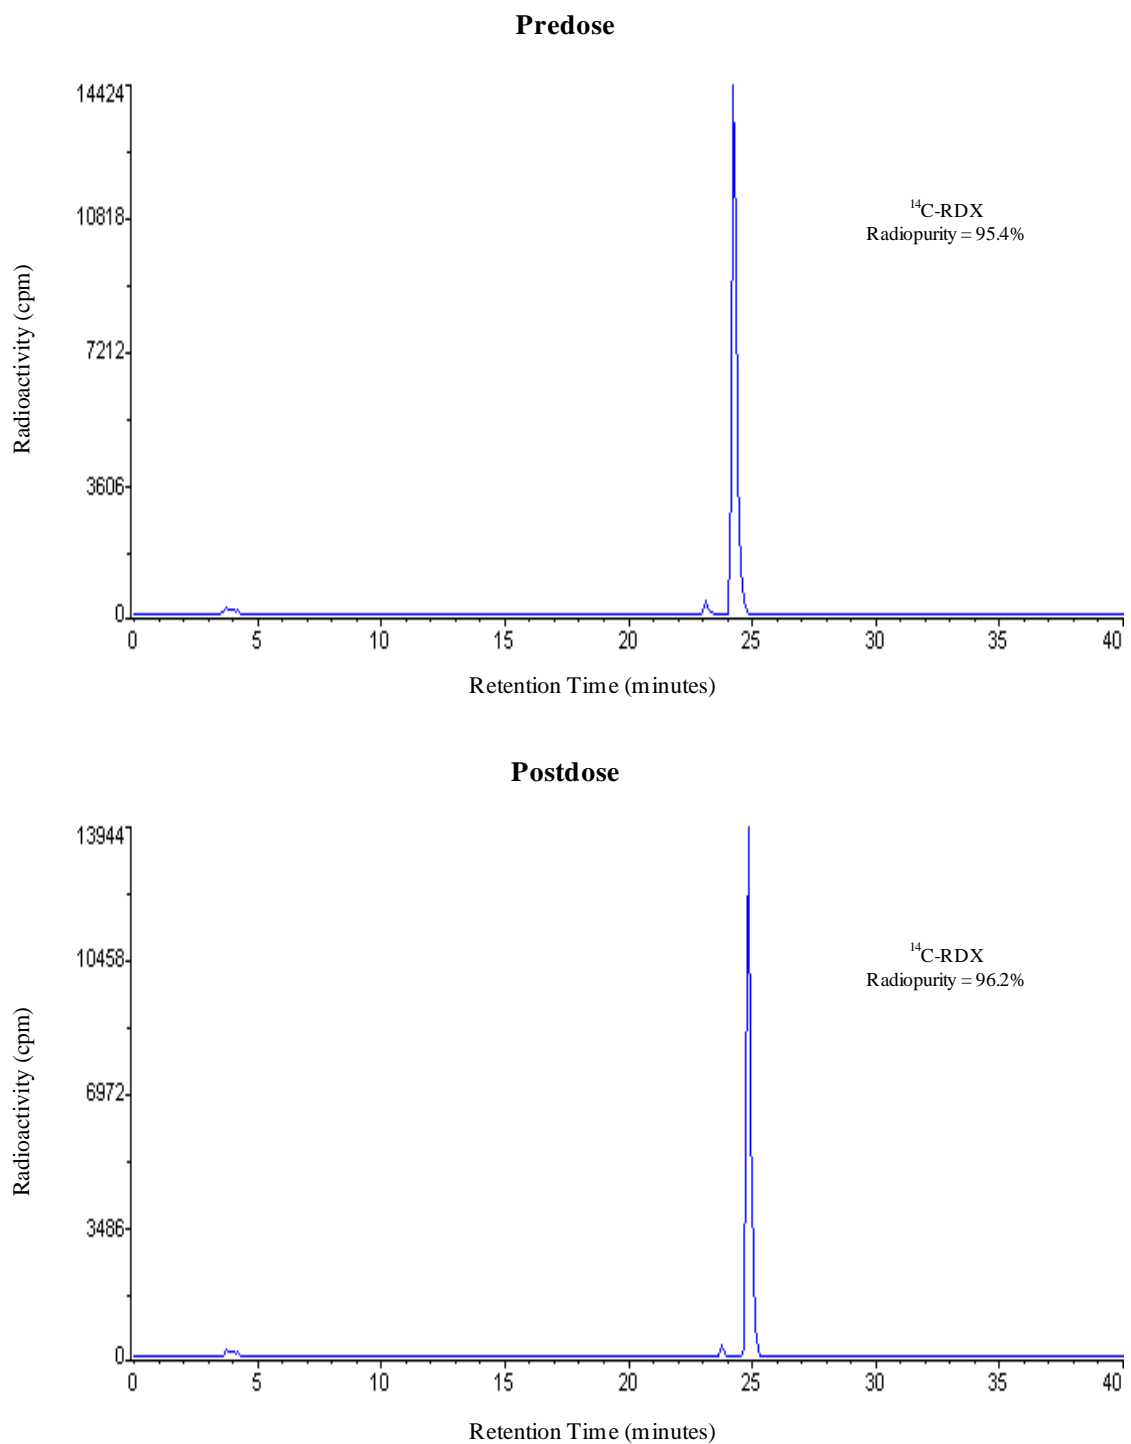 Predose
14424
10818
7212
3606
0
Radioactivity (cpm)
¹⁴C-RDX
Radiopurity = 95.4%
0 5 10 15 20 25 30 35 40
Retention Time (minutes)
Postdose
13944
10458
6972
3486
0
Radioactivity (cpm)
¹⁴C-RDX
Radiopurity = 96.2%
0 5 10 15 20 25 30 35 40
Retention Time (minutes)